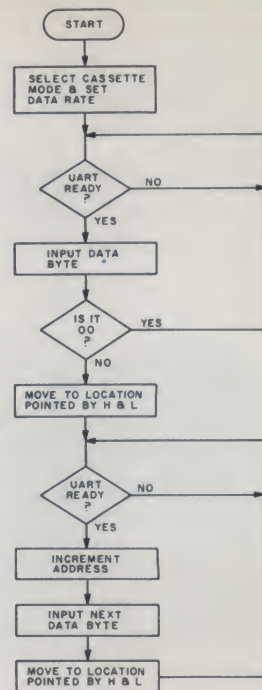 START
SELECT CASSETTE
MODE & SET
DATA RATE
UART
READY
?
NO
YES
INPUT DATA
BYTE
IS IT
00
?
YES
NO
MOVE TO LOCATION
POINTED BY H & L
UART
READY
?
NO
YES
INCREMENT
ADDRESS
INPUT NEXT
DATA BYTE
MOVE TO LOCATION
POINTED BY H & L